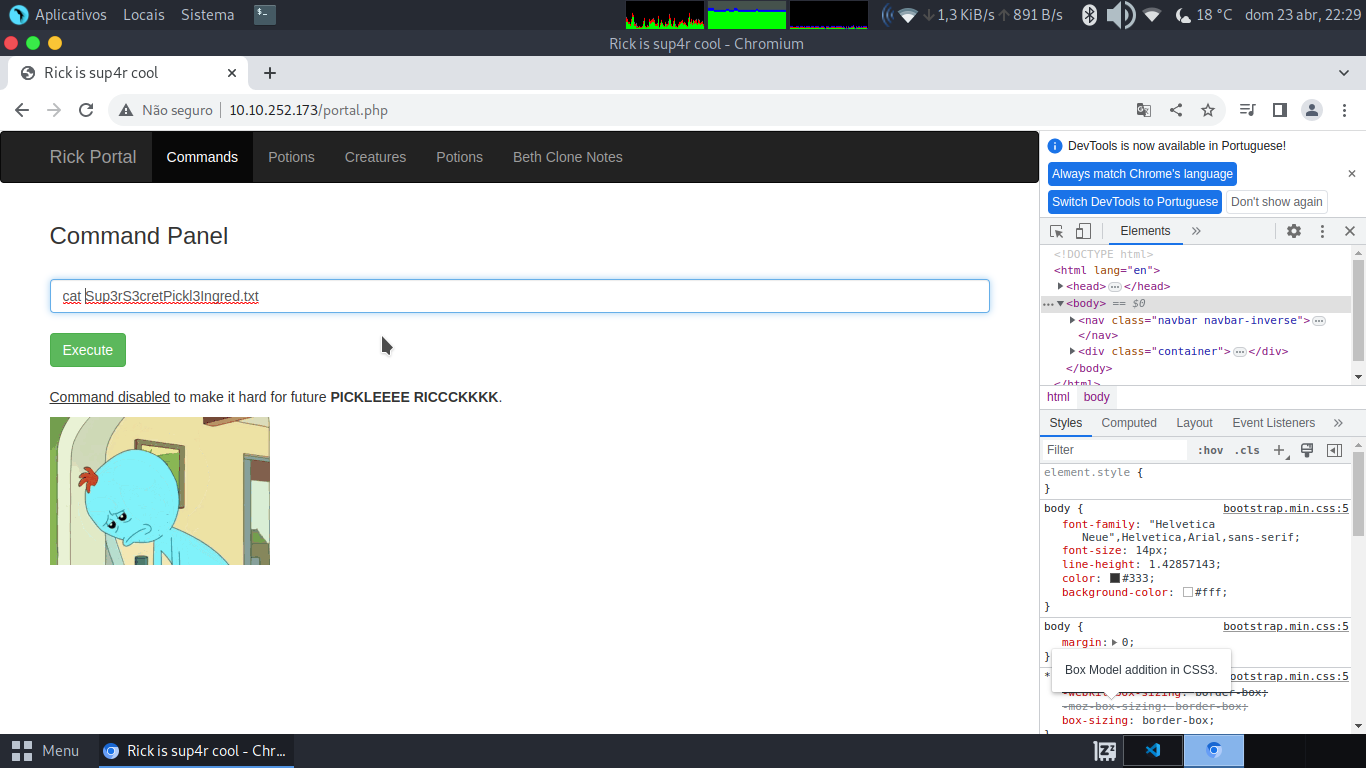 Aplicativos Locais Sistema 1,3 KiB/s 891 B/s 18 °C dom 23 abr, 22:29
Rick is sup4r cool - Chromium
Rick is sup4r cool
Não seguro 10.10.252.173/portal.php
Rick Portal Commands Potions Creatures Potions Beth Clone Notes
Command Panel
cat Sup3rS3cretPickl3Ingred.txt
Execute
Command disabled to make it hard for future PICKLEEEE RICCCKKKK.
DevTools is now available in Portuguese!
Always match Chrome's language
Switch DevTools to Portuguese Don't show again
Elements
<!DOCTYPE html>
<html lang="en">
<head> </head>
<body> == $0
<nav class="navbar navbar-inverse">
</nav>
<div class="container"> </div>
</body>
</html>
html body
Styles Computed Layout Event Listeners
Filter :hov .cls
element.style {
}
body { bootstrap.min.css:5
font-family: "Helvetica
Neue",Helvetica,Arial,sans-serif;
font-size: 14px;
line-height: 1.42857143;
color: #333;
background-color: #fff;
}
body { bootstrap.min.css:5
margin: 0;
}
Box Model addition in CSS3.
* bootstrap.min.css:5
-webkit-box-sizing: border-box;
-moz-box-sizing: border-box;
box-sizing: border-box;
}
Menu Rick is sup4r cool - Chr...